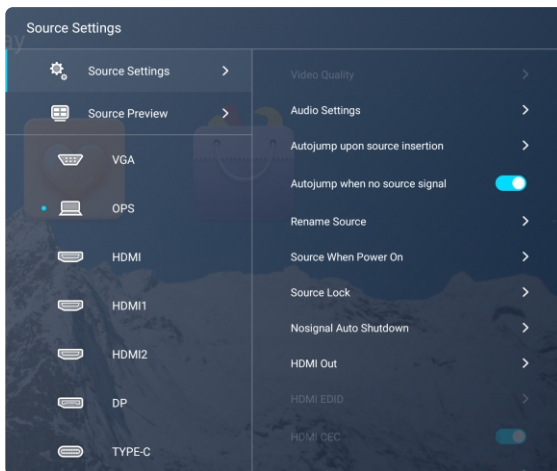 Source Settings
ay
Source Settings
Source Preview
VGA
OPS
HDMI
HDMI1
HDMI2
DP
TYPE-C
Video Quality
Audio Settings
Autojump upon source insertion
Autojump when no source signal
Rename Source
Source When Power On
Source Lock
Nosignal Auto Shutdown
HDMI Out
HDMI EDID
HDMI CEC